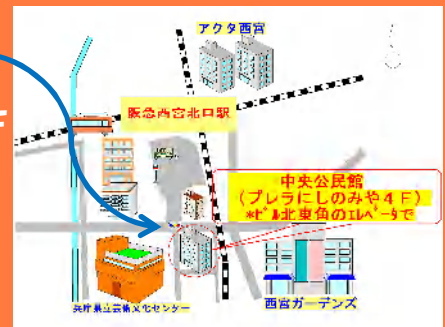 アクタ西宮
阪急西宮北口駅
中央公民館
(プレラにしのみや4F)
*ビル北東角のエレベータで
兵庫県立芸術文化センター
西宮ガーデンズ